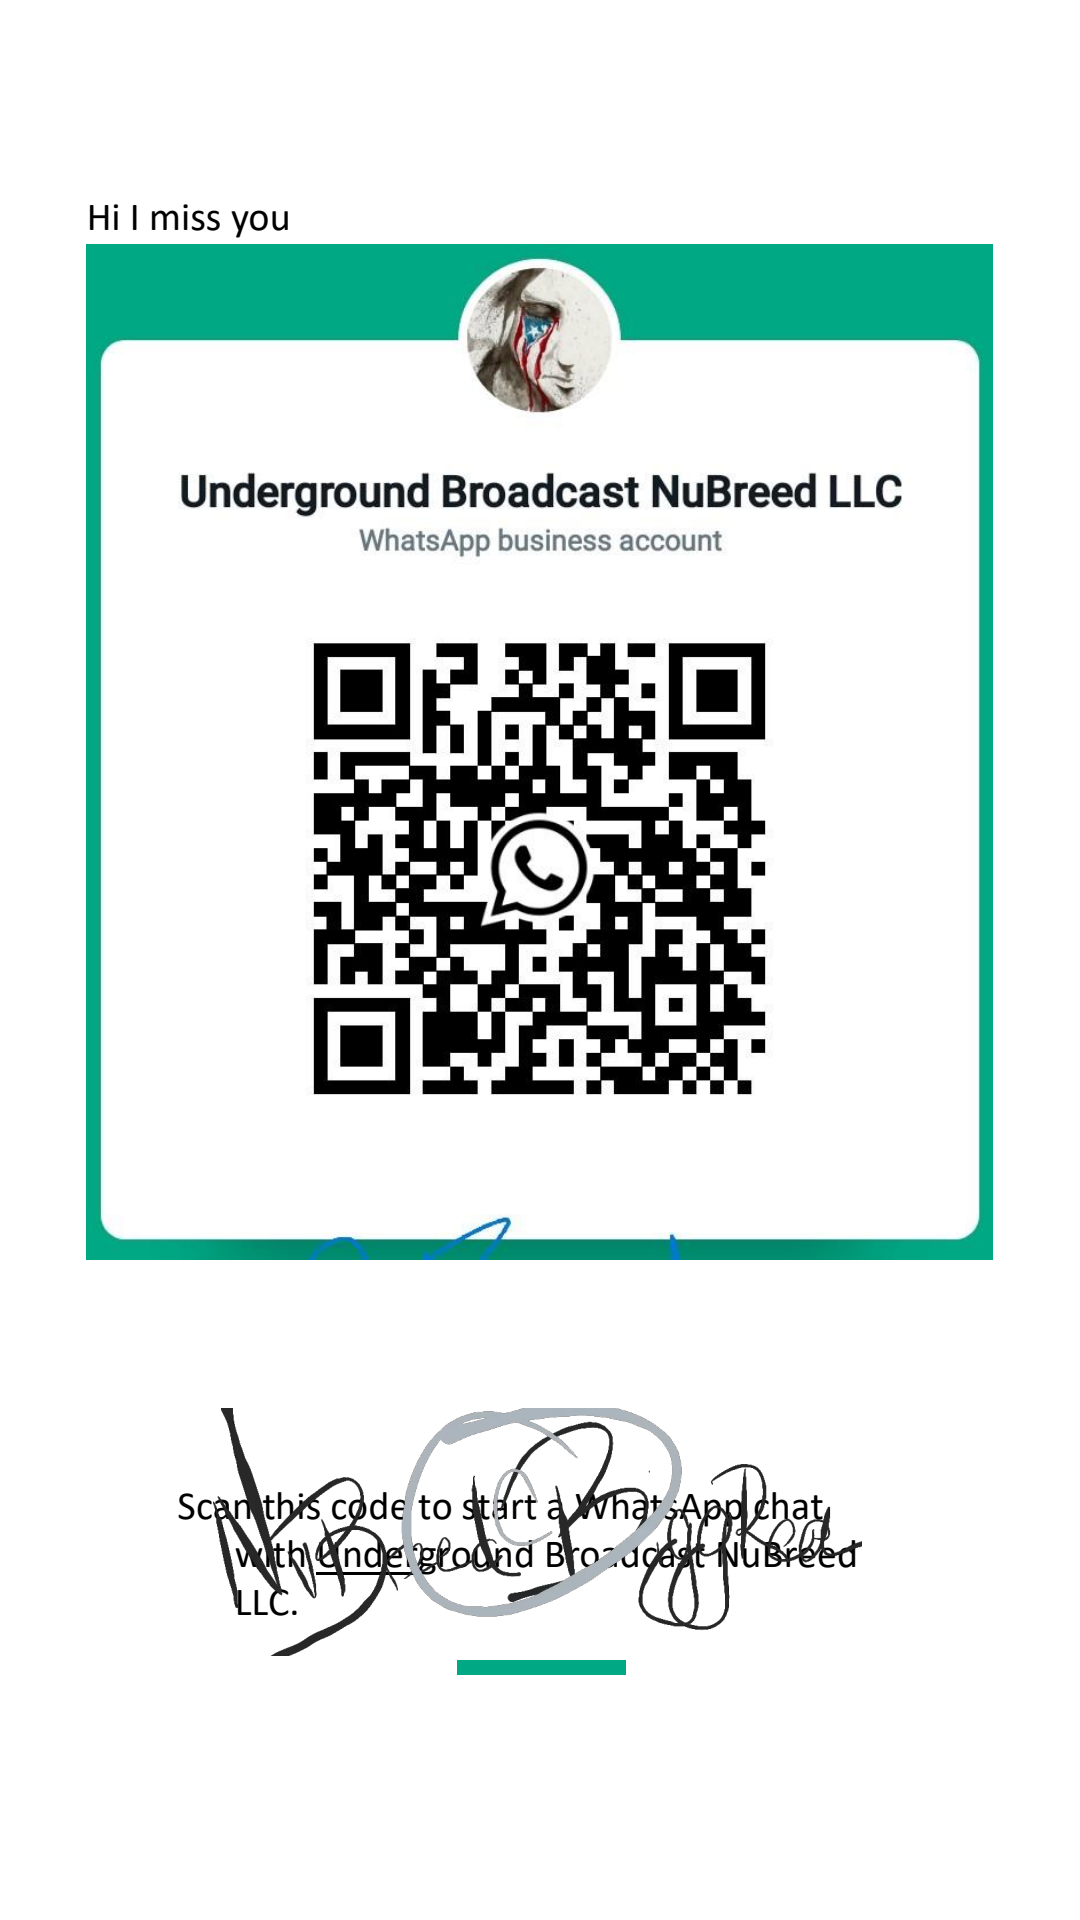 Hi I miss you
Underground Broadcast NuBreed LLC
WhatsApp business account
Scan this code to start a WhatsApp chat
with Underground Broadcast NuBreed
LLC.